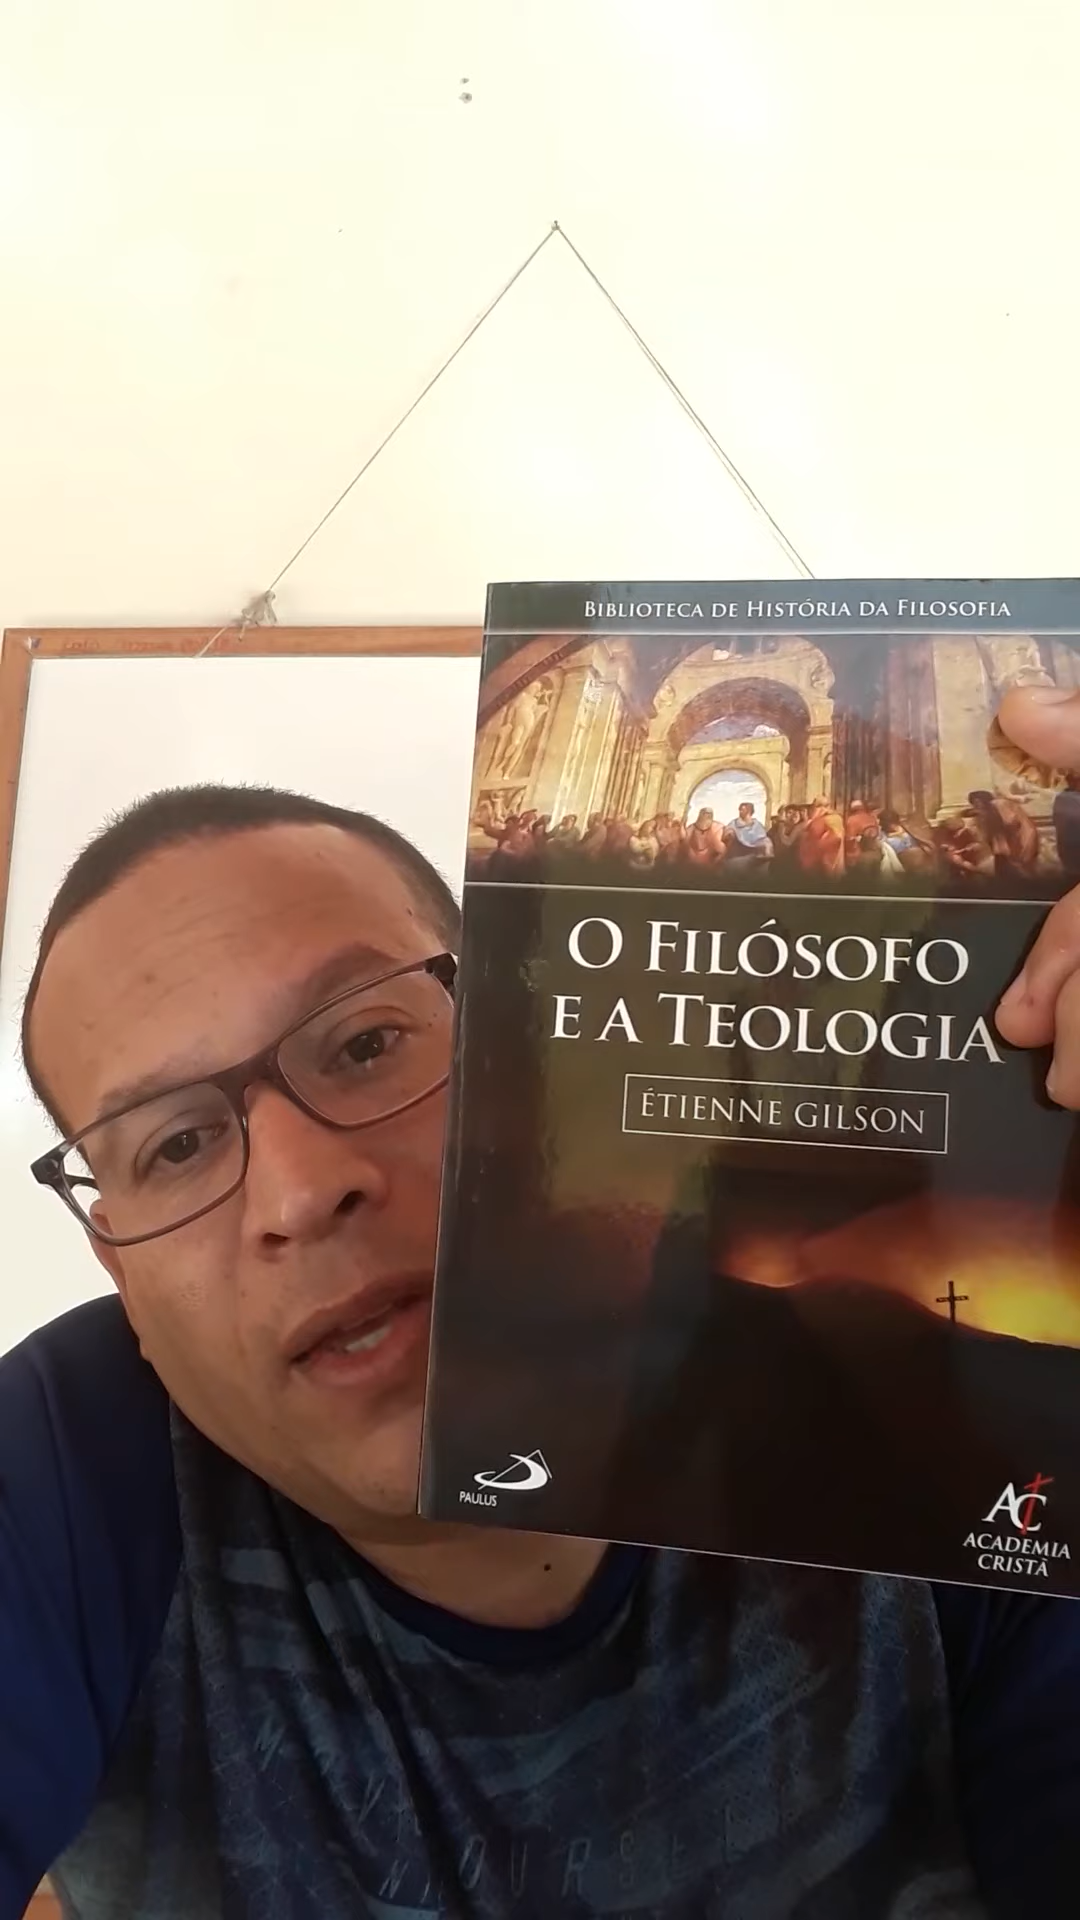 BIBLIOTECA DE HISTÓRIA DA FILOSOFIA
O FILÓSOFO
E A TEOLOGIA
ÉTIENNE GILSON
PAULUS
AC
ACADEMIA
CRISTÃ